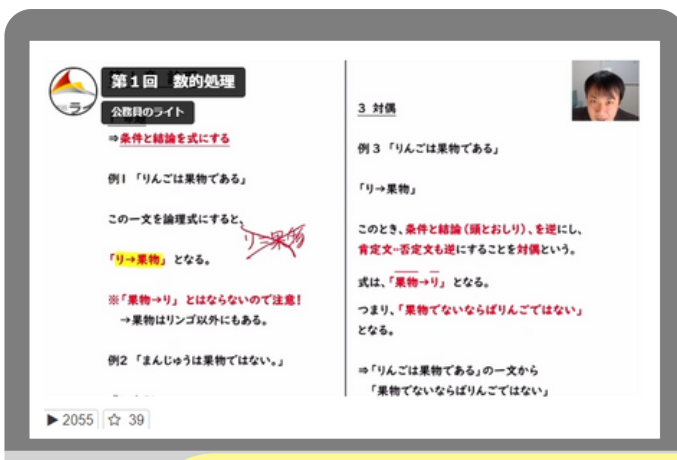 第１回　数的処理
公務員のライト
⇒条件と結論を式にする
例１「りんごは果物である」
この一文を論理式にすると、
「リ→果物」となる。
※「果物→リ」とはならないので注意！
→果物はリンゴ以外にもある。
例２「まんじゅうは果物ではない。」
3 対偶
例３「りんごは果物である」
「リ→果物」
このとき、条件と結論（頭とおしり）、を逆にし、
肯定文⇔否定文も逆にすることを対偶という。
式は、「果物→リ」となる。
つまり、「果物でないならばりんごではない」
となる。
⇒「りんごは果物である」の一文から
「果物でないならばりんごではない」
2055 39